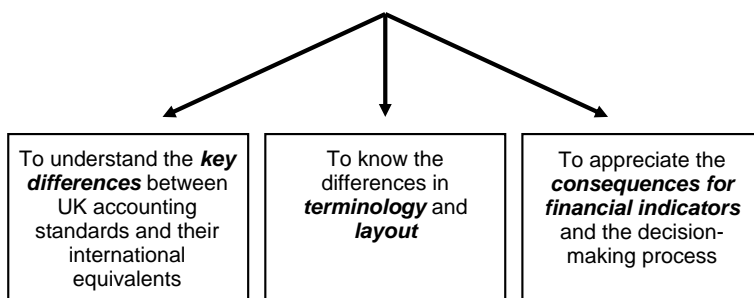 To understand the key
differences between
UK accounting
standards and their
international
equivalents
To know the
differences in
terminology and
layout
To appreciate the
consequences for
financial indicators
and the decision-
making process